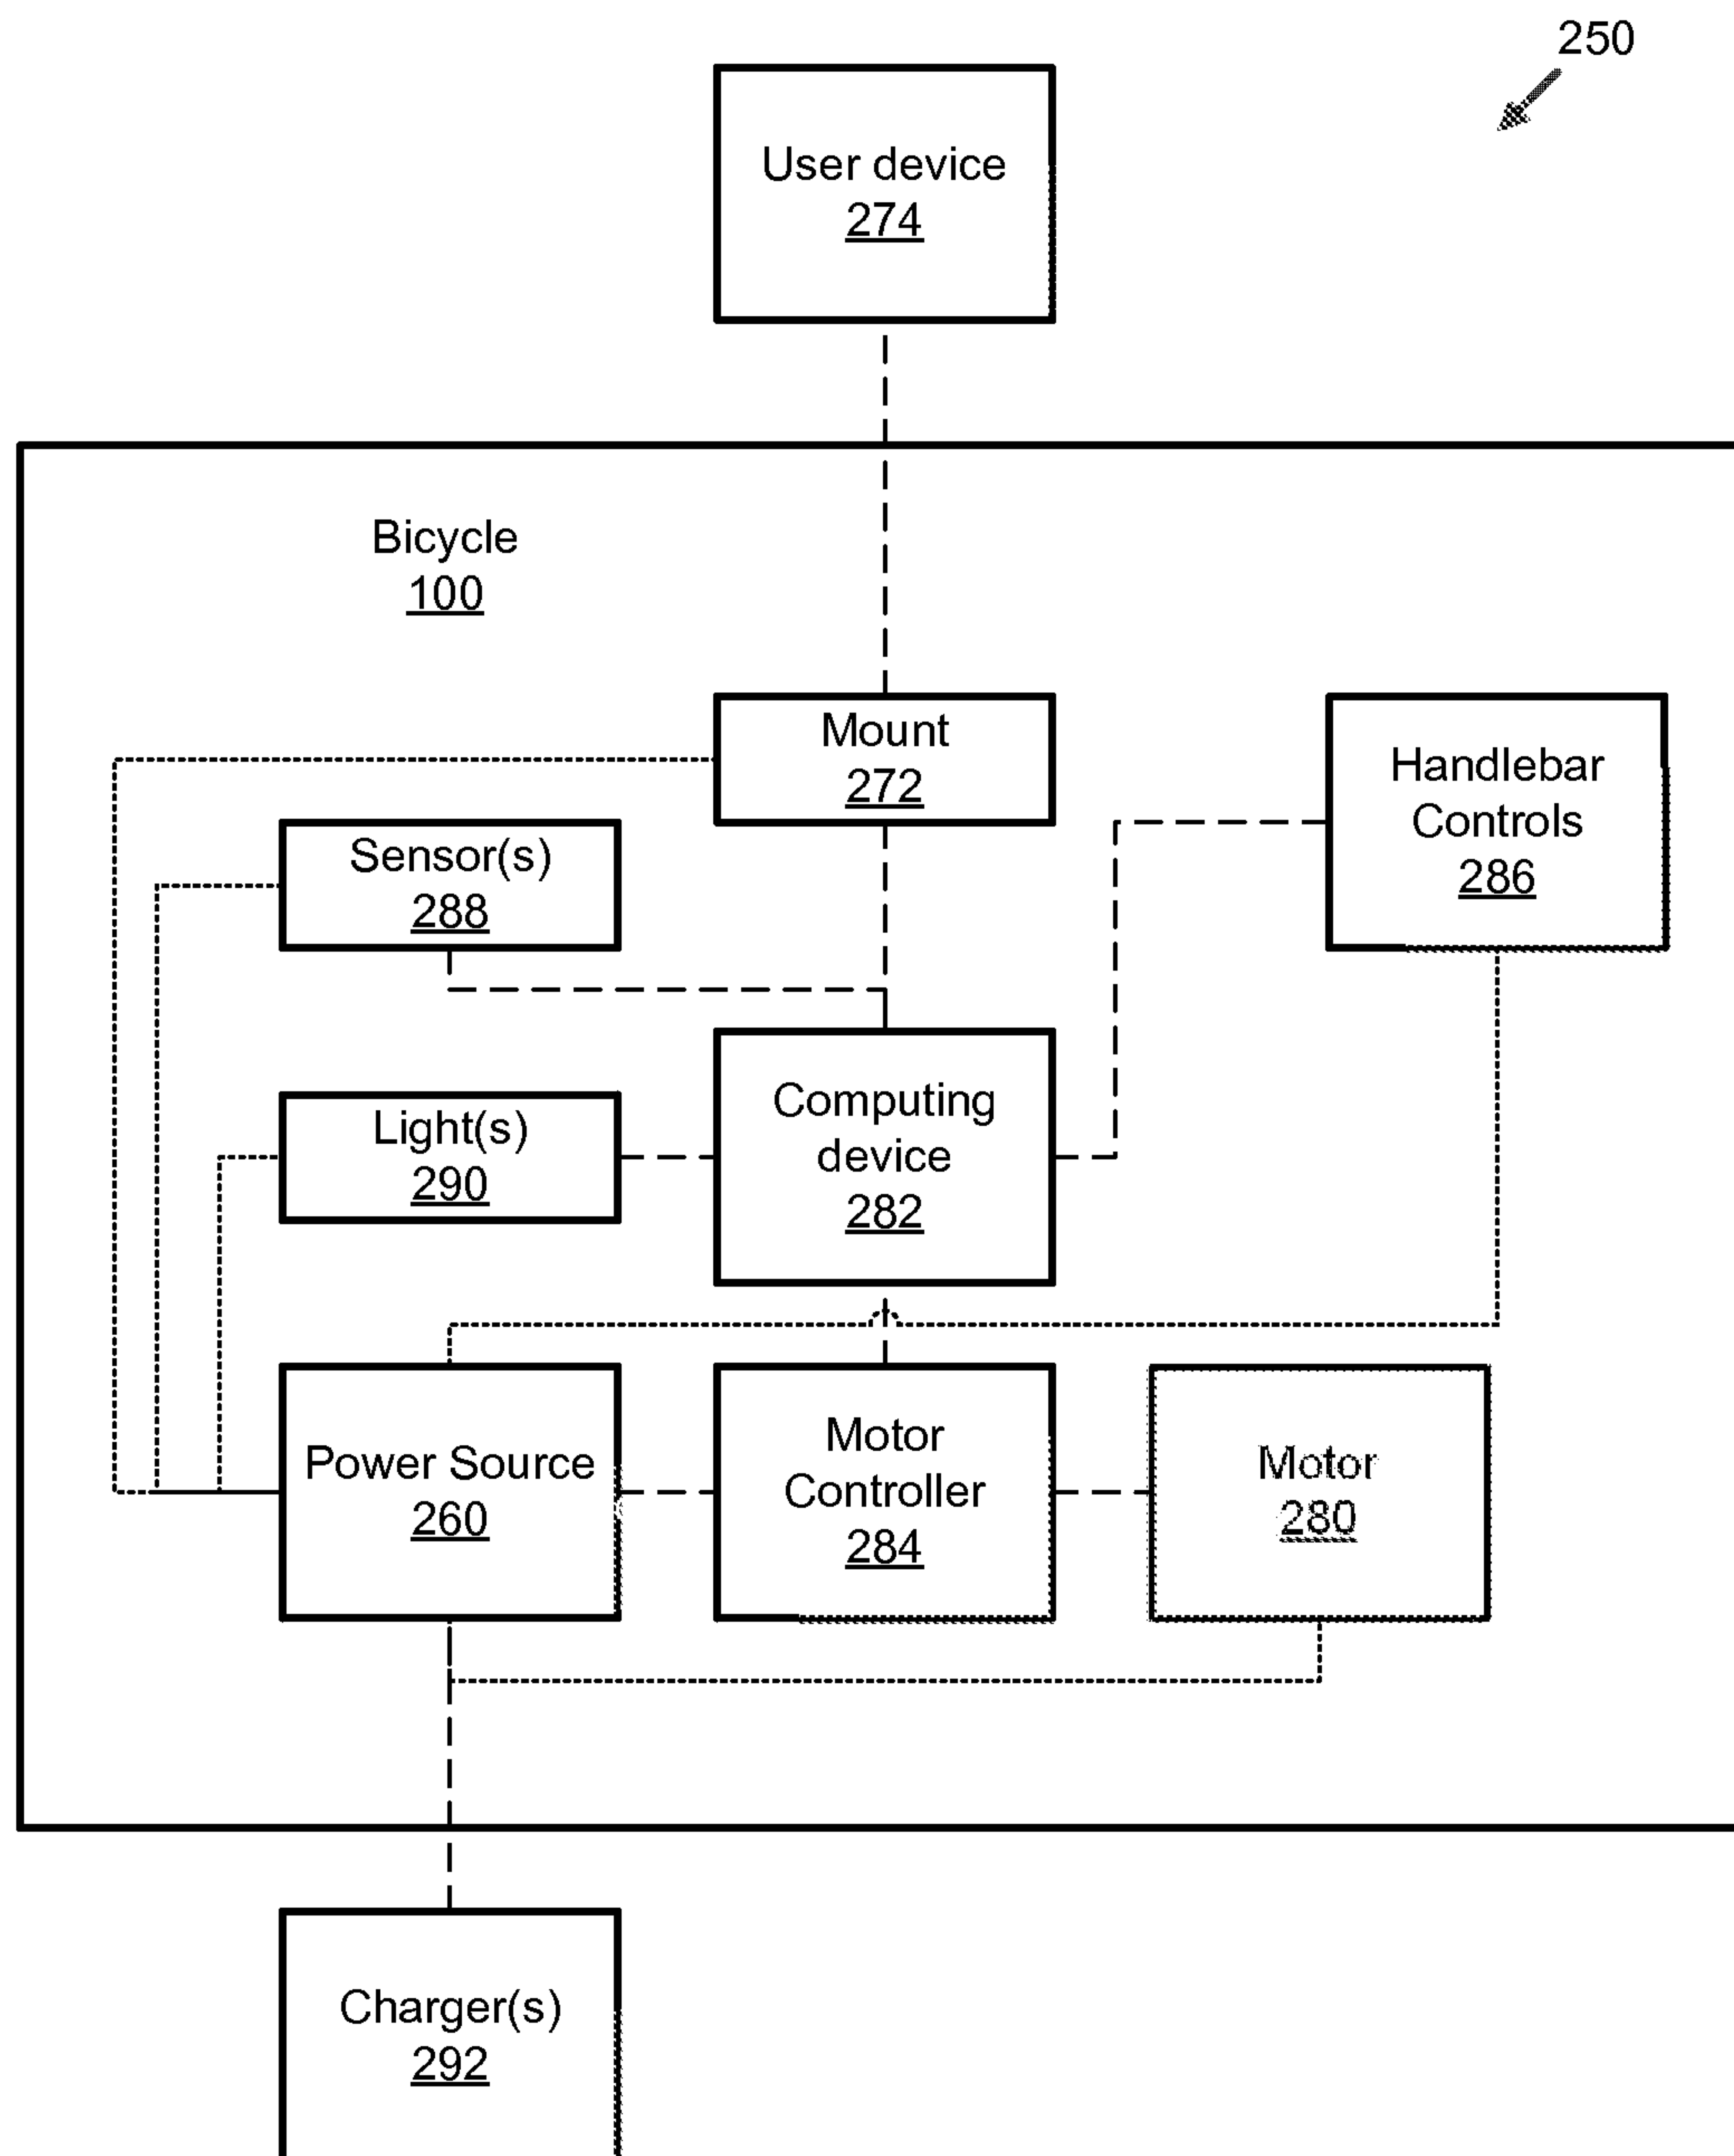 250
User device
274
Bicycle
100
Mount
272
Handlebar
Controls
286
Sensor(s)
288
Computing
device
282
Light(s)
290
Power Source
260
Motor
Controller
284
Motor
280
Charger(s)
292